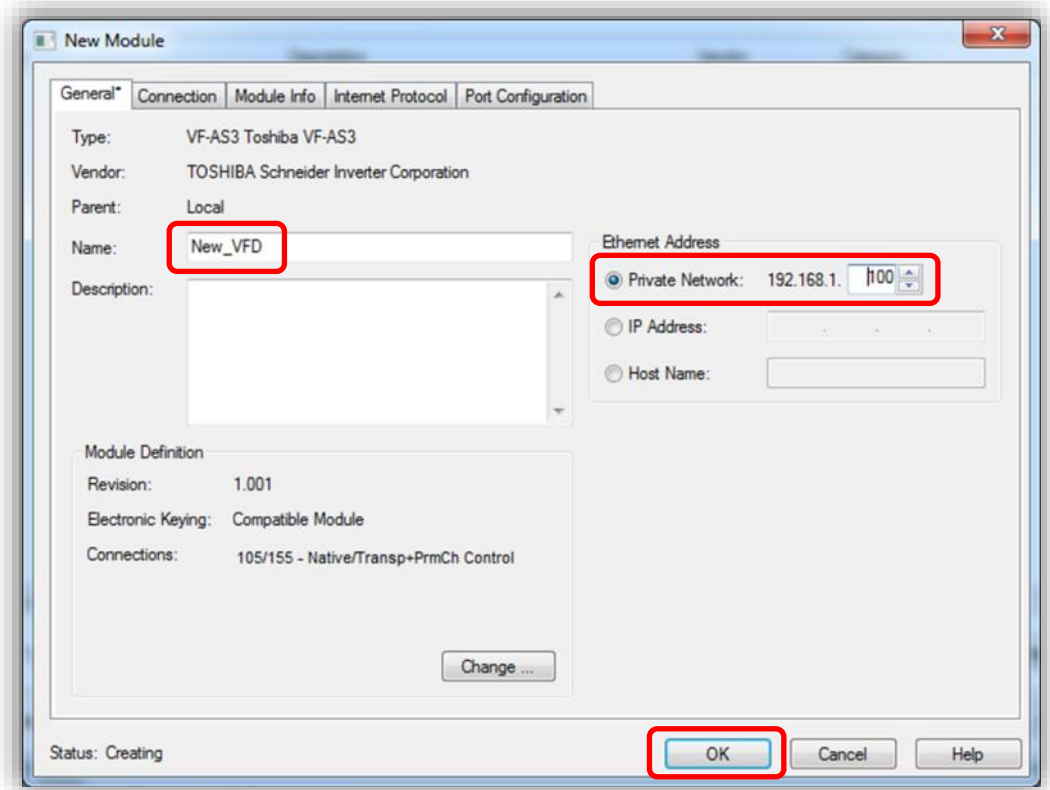 New Module
General* Connection Module Info Internet Protocol Port Configuration
Type: VF-AS3 Toshiba VF-AS3
Vendor: TOSHIBA Schneider Inverter Corporation
Parent: Local
Name: New_VFD
Description:
Ethernet Address
Private Network: 192.168.1. 100
IP Address: . . .
Host Name:
Module Definition
Revision: 1.001
Electronic Keying: Compatible Module
Connections: 105/155 - Native/Transp+PrmCh Control
Change ...
Status: Creating
OK Cancel Help